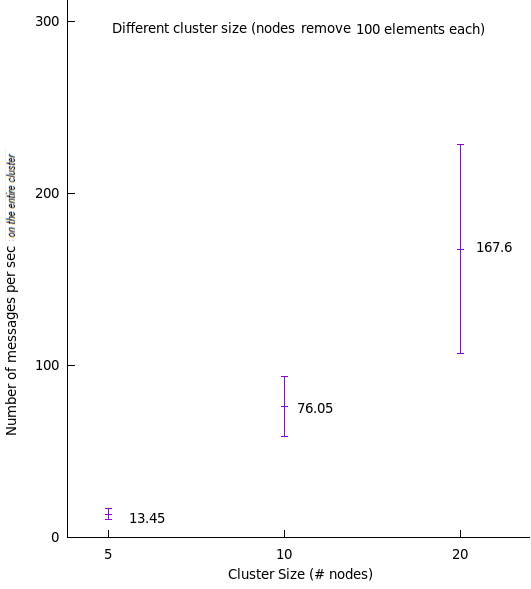 Different cluster size (nodes remove 100 elements each)
300
200
100
0
Number of messages per sec on the entire cluster
13.45
76.05
167.6
5 10 20
Cluster Size (# nodes)